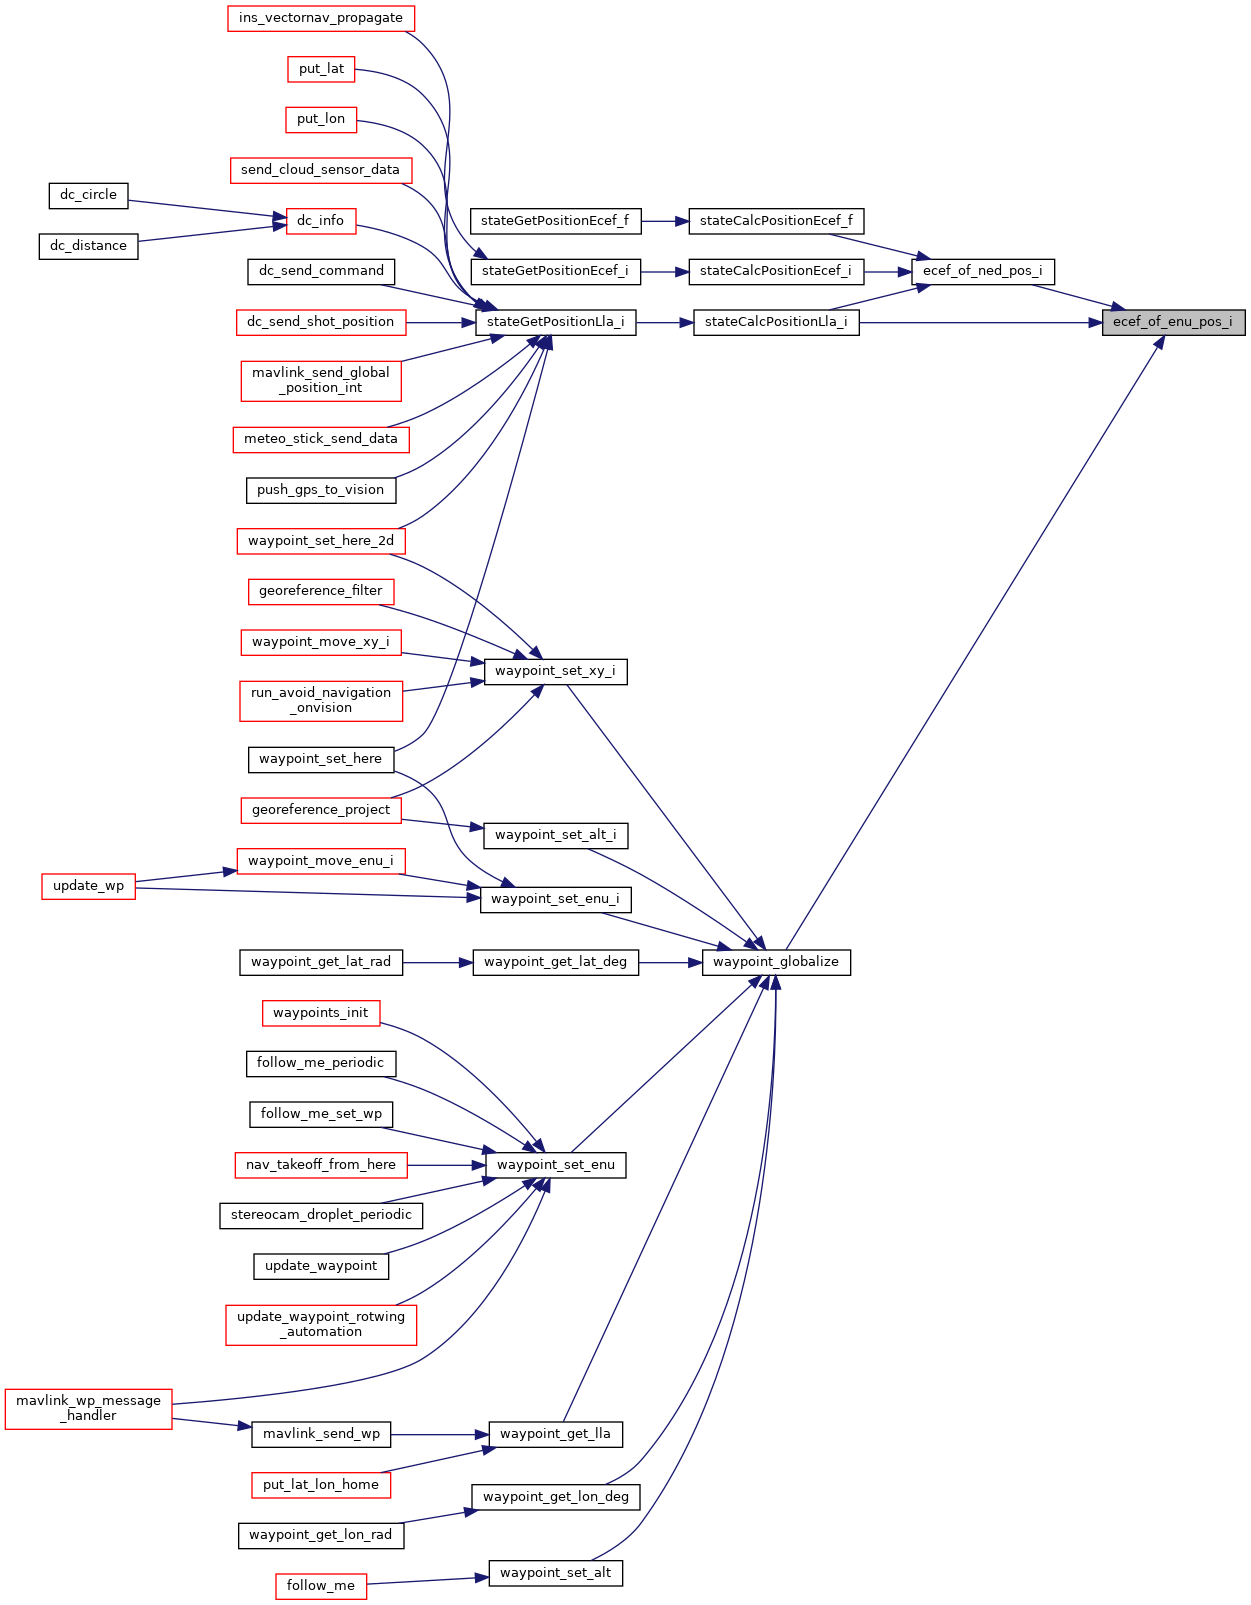 ins_vectornav_propagate
put_lat
put_lon
send_cloud_sensor_data
dc_circle
dc_info
stateGetPositionEcef_f
stateCalcPositionEcef_f
dc_distance
dc_send_command
stateGetPositionEcef_i
stateCalcPositionEcef_i
ecef_of_ned_pos_i
dc_send_shot_position
stateGetPositionLla_i
stateCalcPositionLla_i
ecef_of_enu_pos_i
mavlink_send_global
_position_int
meteo_stick_send_data
push_gps_to_vision
waypoint_set_here_2d
georeference_filter
waypoint_move_xy_i
waypoint_set_xy_i
run_avoid_navigation
_onvision
waypoint_set_here
georeference_project
waypoint_set_alt_i
waypoint_move_enu_i
update_wp
waypoint_set_enu_i
waypoint_get_lat_rad
waypoint_get_lat_deg
waypoint_globalize
waypoints_init
follow_me_periodic
follow_me_set_wp
nav_takeoff_from_here
waypoint_set_enu
stereocam_droplet_periodic
update_waypoint
update_waypoint_rotwing
_automation
mavlink_wp_message
_handler
mavlink_send_wp
waypoint_get_lla
put_lat_lon_home
waypoint_get_lon_deg
waypoint_get_lon_rad
waypoint_set_alt
follow_me